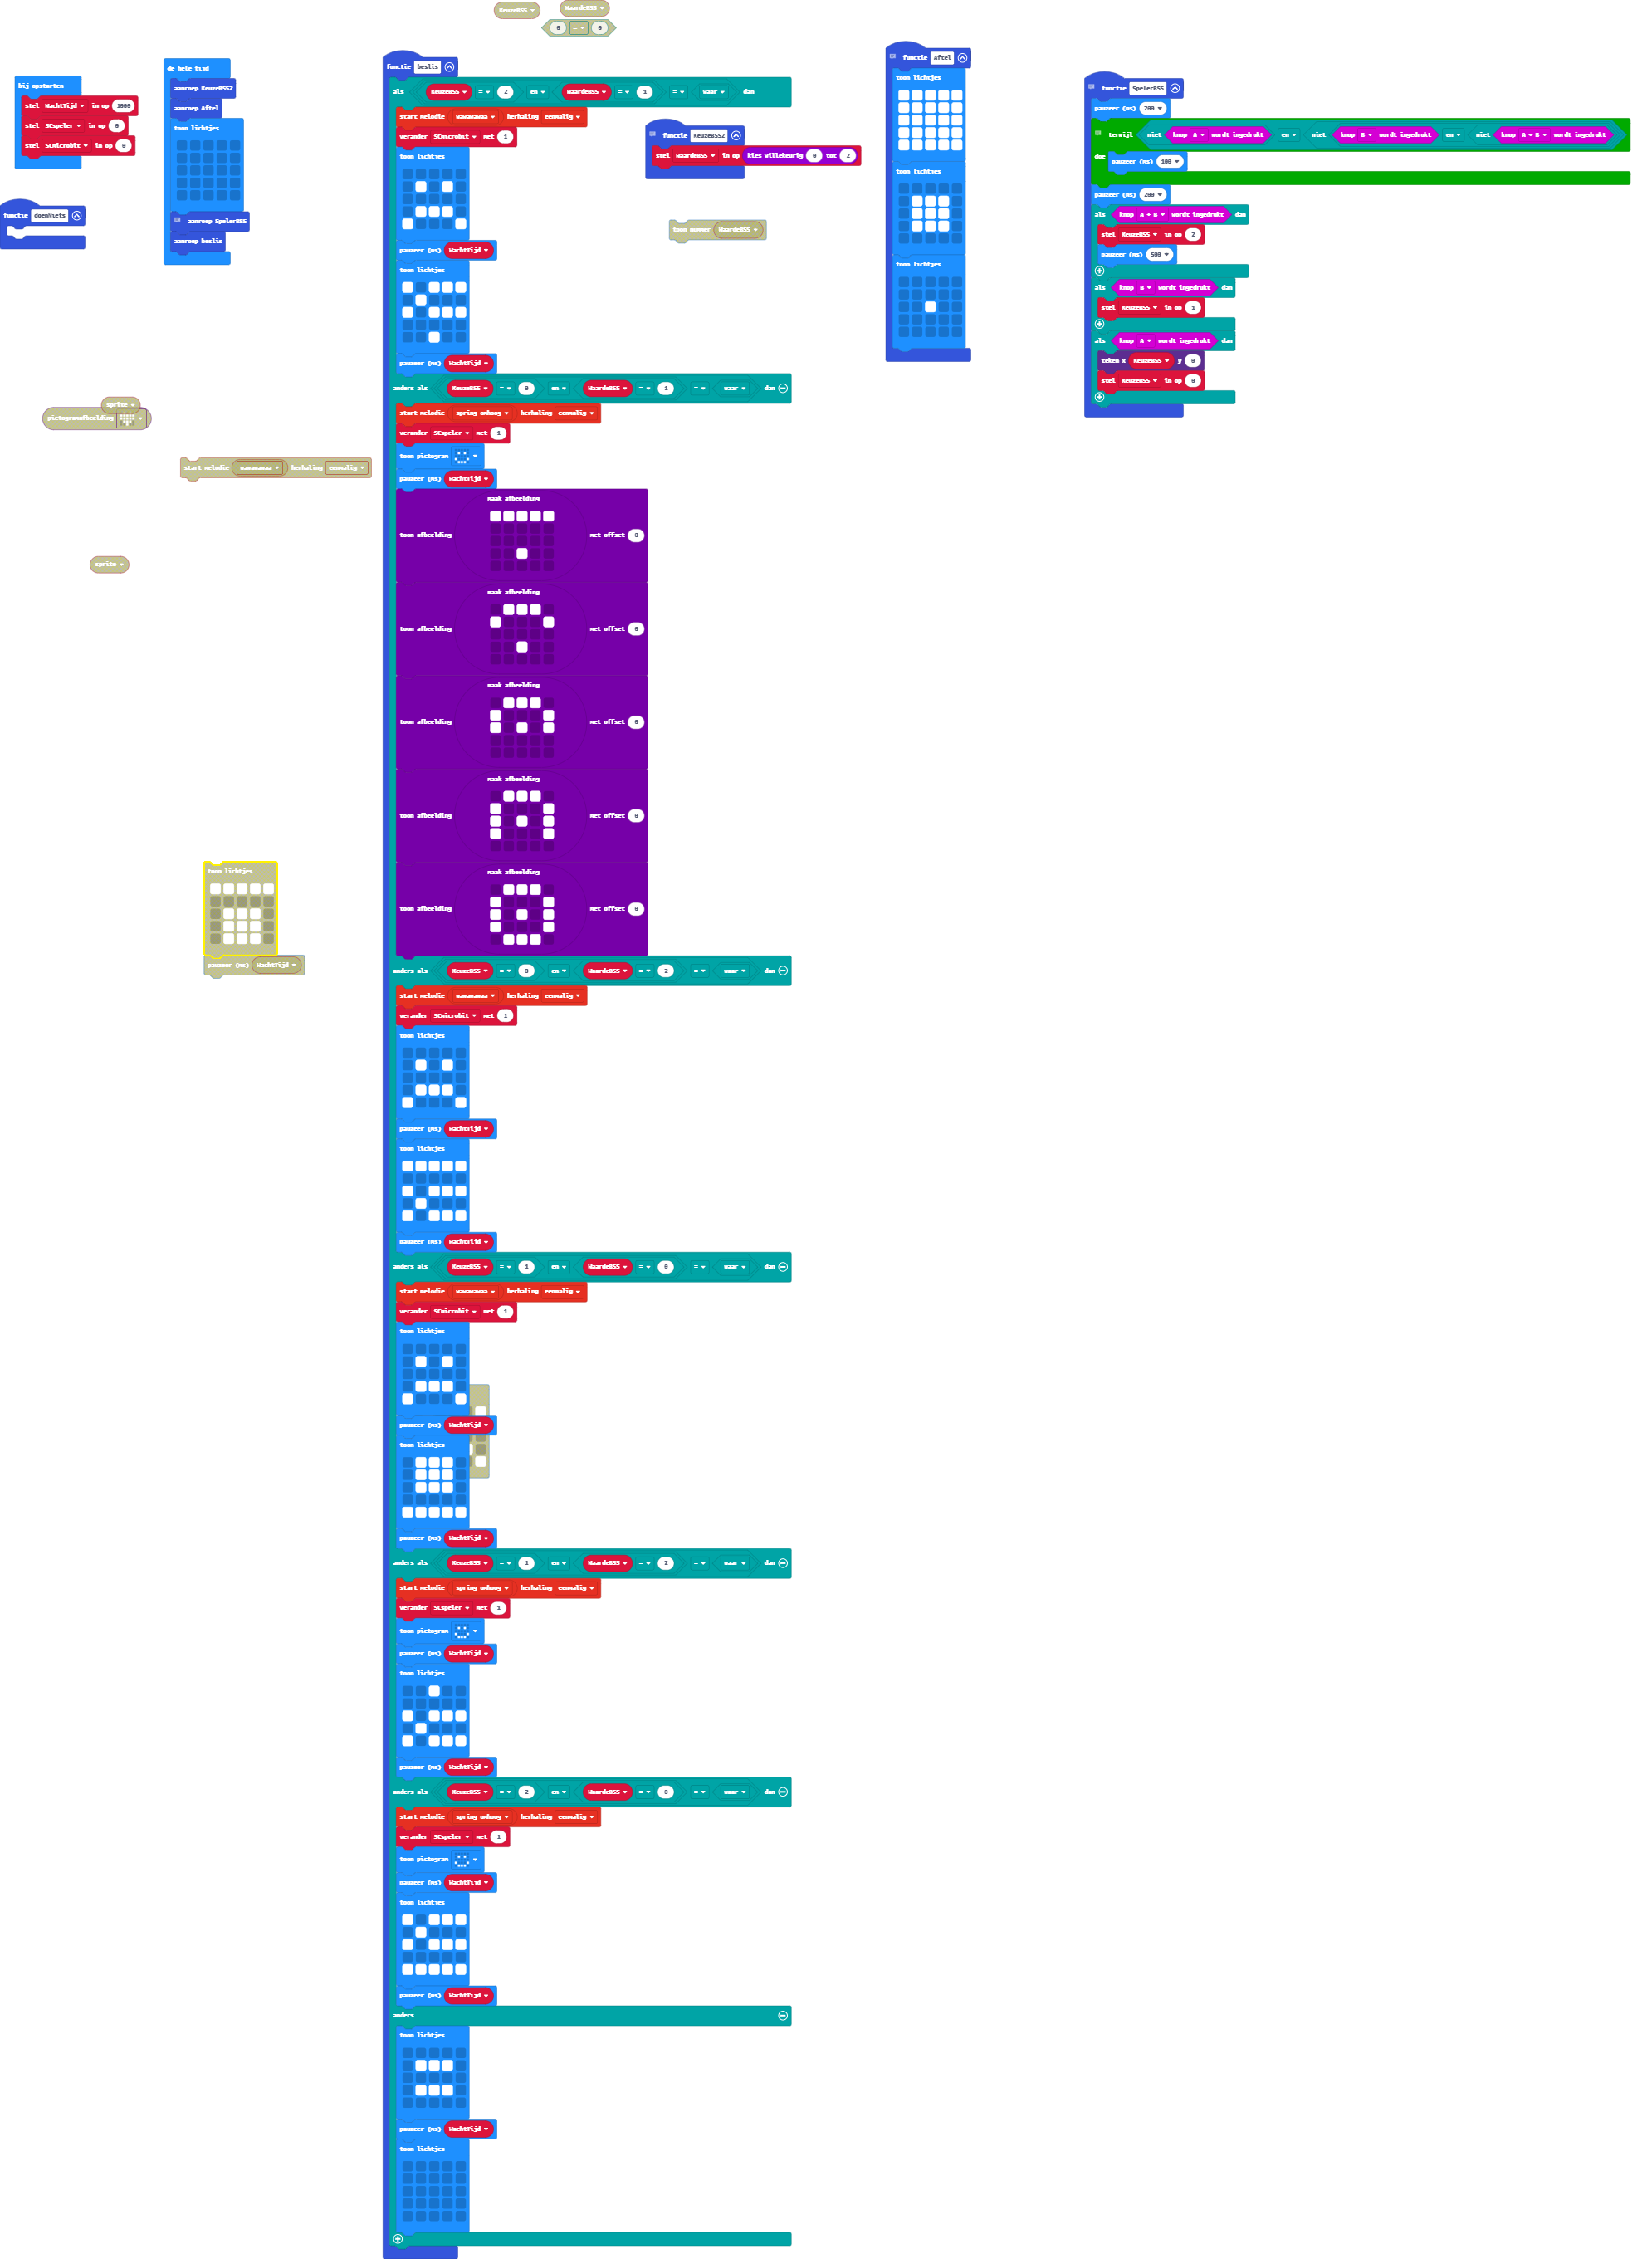 KeuzeBSS
WaardeBSS
0 = 0
bij opstarten
stel WachtTijd in op 1000
stel SCspeler in op 0
stel SCmicrobit in op 0
functie doenNiets
de hele tijd
aanroep KeuzeBSS2
aanroep Aftel
toon lichtjes
aanroep SpelerBSS
aanroep beslis
sprite
pictogramafbeelding
start melodie wawawawaa herhaling eenmalig
sprite
toon lichtjes
pauzeer (ms) WachtTijd
functie beslis
als KeuzeBSS = 2 en WaardeBSS = 1 = waar dan
start melodie wawawawaa herhaling eenmalig
verander SCmicrobit met 1
toon lichtjes
pauzeer (ms) WachtTijd
toon lichtjes
pauzeer (ms) WachtTijd
anders als KeuzeBSS = 0 en WaardeBSS = 1 = waar dan
start melodie spring omhoog herhaling eenmalig
verander SCspeler met 1
toon pictogram
pauzeer (ms) WachtTijd
maak afbeelding
toon afbeelding met offset 0
maak afbeelding
toon afbeelding met offset 0
maak afbeelding
toon afbeelding met offset 0
maak afbeelding
toon afbeelding met offset 0
maak afbeelding
toon afbeelding met offset 0
anders als KeuzeBSS = 0 en WaardeBSS = 2 = waar dan
start melodie wawawawaa herhaling eenmalig
verander SCmicrobit met 1
toon lichtjes
pauzeer (ms) WachtTijd
toon lichtjes
pauzeer (ms) WachtTijd
anders als KeuzeBSS = 1 en WaardeBSS = 0 = waar dan
start melodie wawawawaa herhaling eenmalig
verander SCmicrobit met 1
toon lichtjes
pauzeer (ms) WachtTijd
toon lichtjes
pauzeer (ms) WachtTijd
anders als KeuzeBSS = 1 en WaardeBSS = 2 = waar dan
start melodie spring omhoog herhaling eenmalig
verander SCspeler met 1
toon pictogram
pauzeer (ms) WachtTijd
toon lichtjes
pauzeer (ms) WachtTijd
anders als KeuzeBSS = 2 en WaardeBSS = 0 = waar dan
start melodie spring omhoog herhaling eenmalig
verander SCspeler met 1
toon pictogram
pauzeer (ms) WachtTijd
toon lichtjes
pauzeer (ms) WachtTijd
anders
toon lichtjes
pauzeer (ms) WachtTijd
toon lichtjes
functie KeuzeBSS2
stel WaardeBSS in op kies willekeurig 0 tot 2
toon nummer WaardeBSS
functie Aftel
toon lichtjes
toon lichtjes
toon lichtjes
functie SpelerBSS
pauzeer (ms) 200
terwijl niet knop A wordt ingedrukt en niet knop B wordt ingedrukt en niet knop A + B wordt ingedrukt
doe pauzeer (ms) 100
pauzeer (ms) 200
als knop A + B wordt ingedrukt dan
stel KeuzeBSS in op 2
pauzeer (ms) 500
als knop B wordt ingedrukt dan
stel KeuzeBSS in op 1
als knop A wordt ingedrukt dan
teken x KeuzeBSS y 0
stel KeuzeBSS in op 0